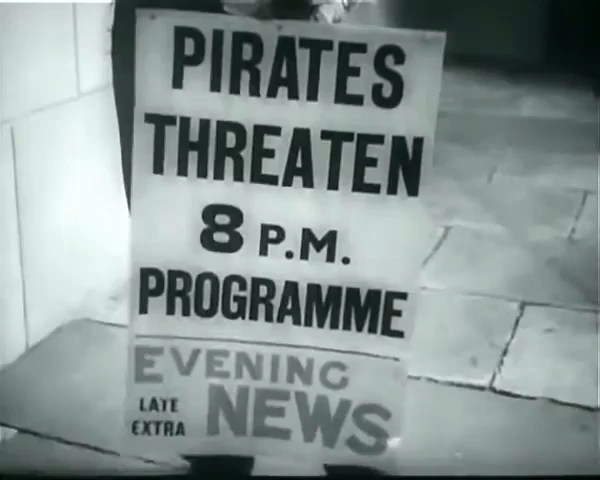 PIRATES
THREATEN
8 P.M.
PROGRAMME
EVENING
LATE EXTRA NEWS